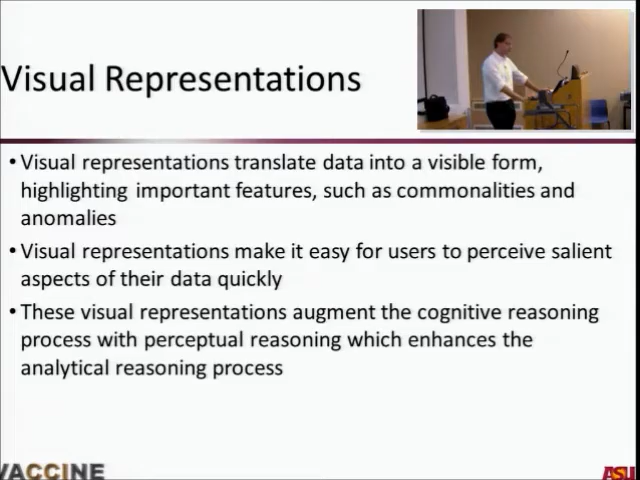 Visual Representations
• Visual representations translate data into a visible form,
highlighting important features, such as commonalities and
anomalies
• Visual representations make it easy for users to perceive salient
aspects of their data quickly
• These visual representations augment the cognitive reasoning
process with perceptual reasoning which enhances the
analytical reasoning process
VACCINE
ASU